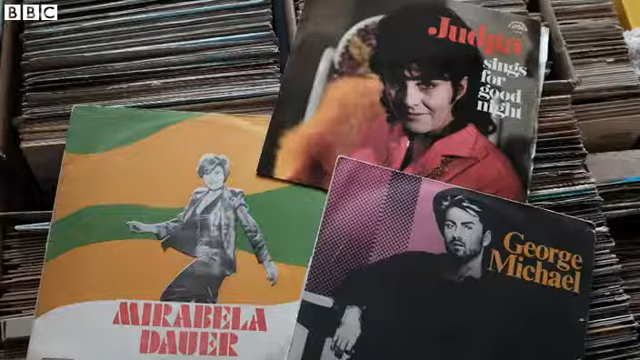 BBC
Judita
sings
for
good
night
MIRABELA
DAUER
George
Michael